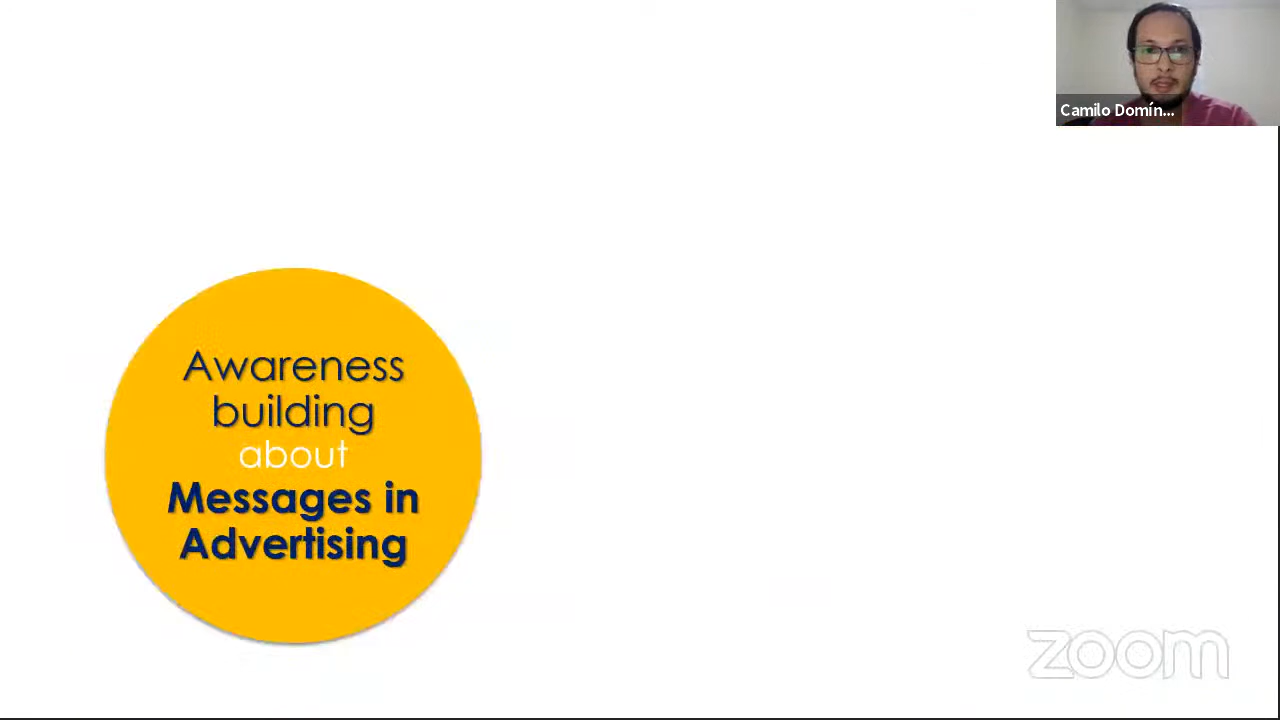 Camilo Domín...
Awareness
building
about
Messages in
Advertising
zoom